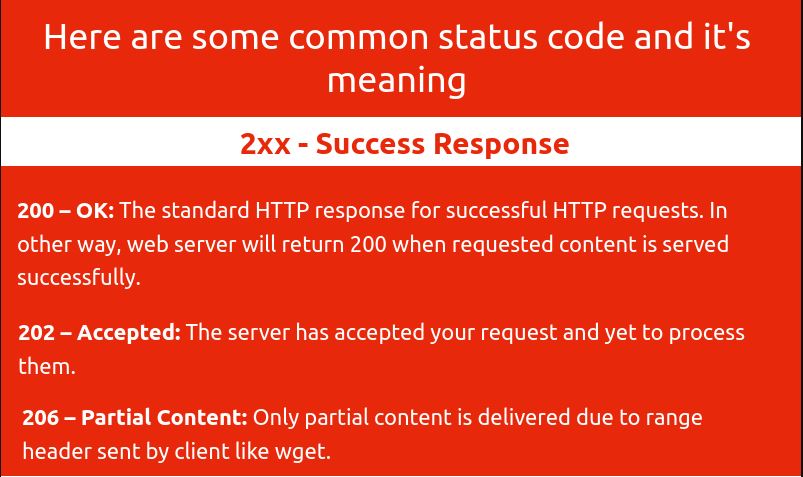 Here are some common status code and it's
meaning
2xx - Success Response
200 – OK: The standard HTTP response for successful HTTP requests. In
other way, web server will return 200 when requested content is served
successfully.
202 – Accepted: The server has accepted your request and yet to process
them.
206 – Partial Content: Only partial content is delivered due to range
header sent by client like wget.